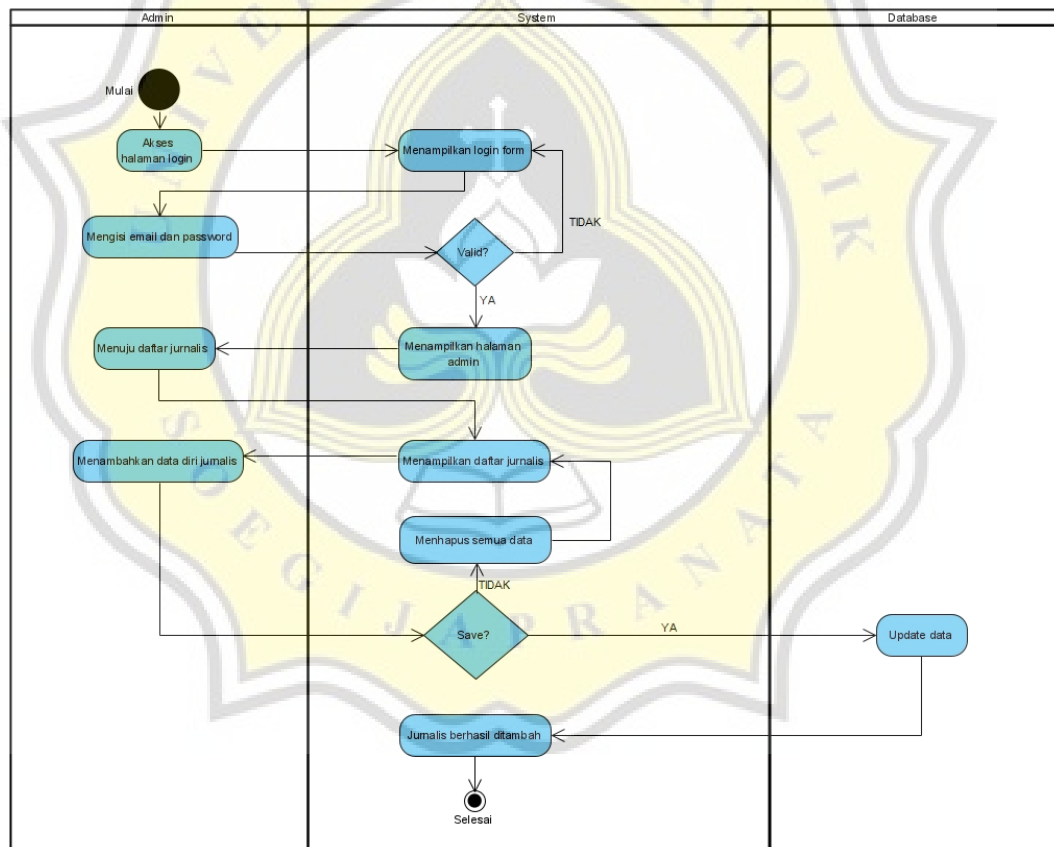 Admin
System
Database
Mulai
Akses
halaman login
Menampilkan login form
TIDAK
Mengisi email dan password
Valid?
YA
Menuju daftar jurnalis
Menampilkan halaman
admin
Menambahkan data diri jurnalis
Menampilkan daftar jurnalis
Menhapus semua data
TIDAK
Save?
YA
Update data
Jurnalis berhasil ditambah
Selesai
SOEGIJAPRANATA